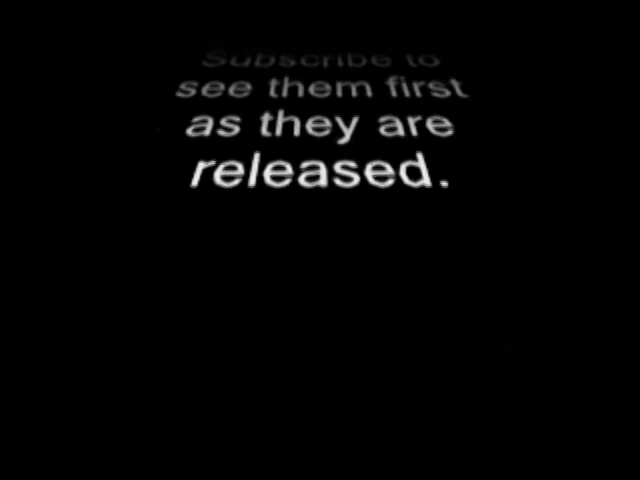 Subscribe to
see them first
as they are
released.